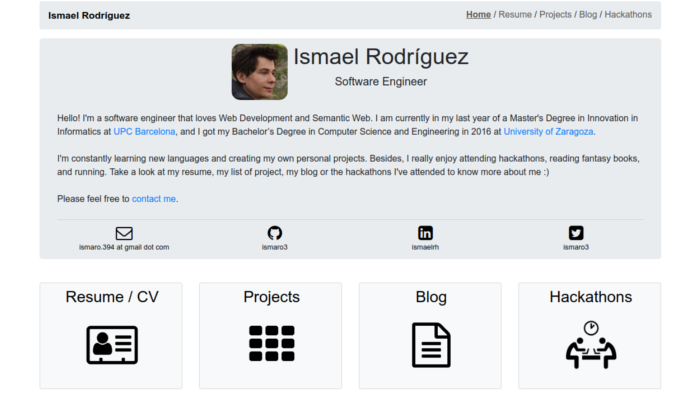 Ismael Rodríguez
Home / Resume / Projects / Blog / Hackathons
Ismael Rodríguez
Software Engineer
Hello! I'm a software engineer that loves Web Development and Semantic Web. I am currently in my last year of a Master's Degree in Innovation in
Informatics at UPC Barcelona, and I got my Bachelor's Degree in Computer Science and Engineering in 2016 at University of Zaragoza.
I'm constantly learning new languages and creating my own personal projects. Besides, I really enjoy attending hackathons, reading fantasy books,
and running. Take a look at my resume, my list of project, my blog or the hackathons I've attended to know more about me :)
Please feel free to contact me.
ismaro.394 at gmail dot com
ismaro3
ismaelrh
ismaro3
Resume / CV
Projects
Blog
Hackathons